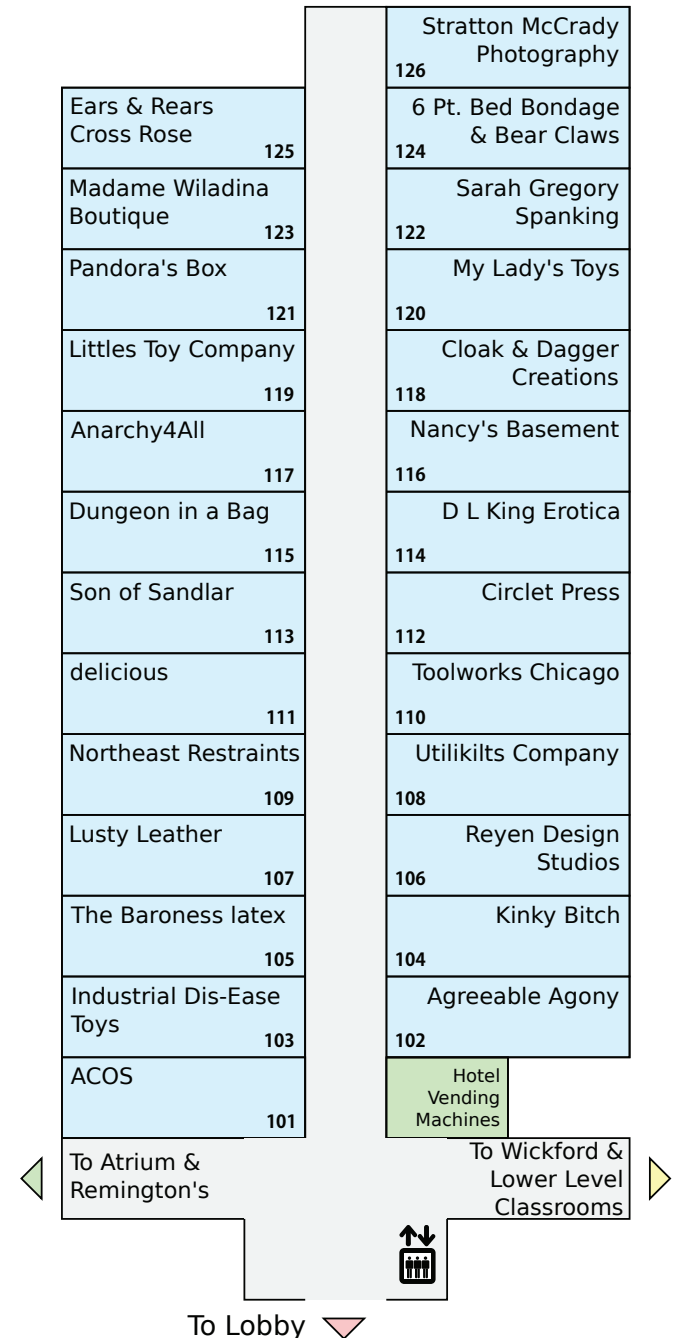 Stratton McCrady
Photography
126
Ears & Rears
Cross Rose
125
6 Pt. Bed Bondage
& Bear Claws
124
Madame Wiladina
Boutique
123
Sarah Gregory
Spanking
122
Pandora's Box
121
My Lady's Toys
120
Littles Toy Company
119
Cloak & Dagger
Creations
118
Anarchy4All
117
Nancy's Basement
116
Dungeon in a Bag
115
D L King Erotica
114
Son of Sandlar
113
Circlet Press
112
delicious
111
Toolworks Chicago
110
Northeast Restraints
109
Utilikilts Company
108
Lusty Leather
107
Reyen Design
Studios
106
The Baroness latex
105
Kinky Bitch
104
Industrial Dis-Ease
Toys
103
Agreeable Agony
102
ACOS
101
Hotel
Vending
Machines
To Atrium &
Remington's
To Wickford &
Lower Level
Classrooms
To Lobby